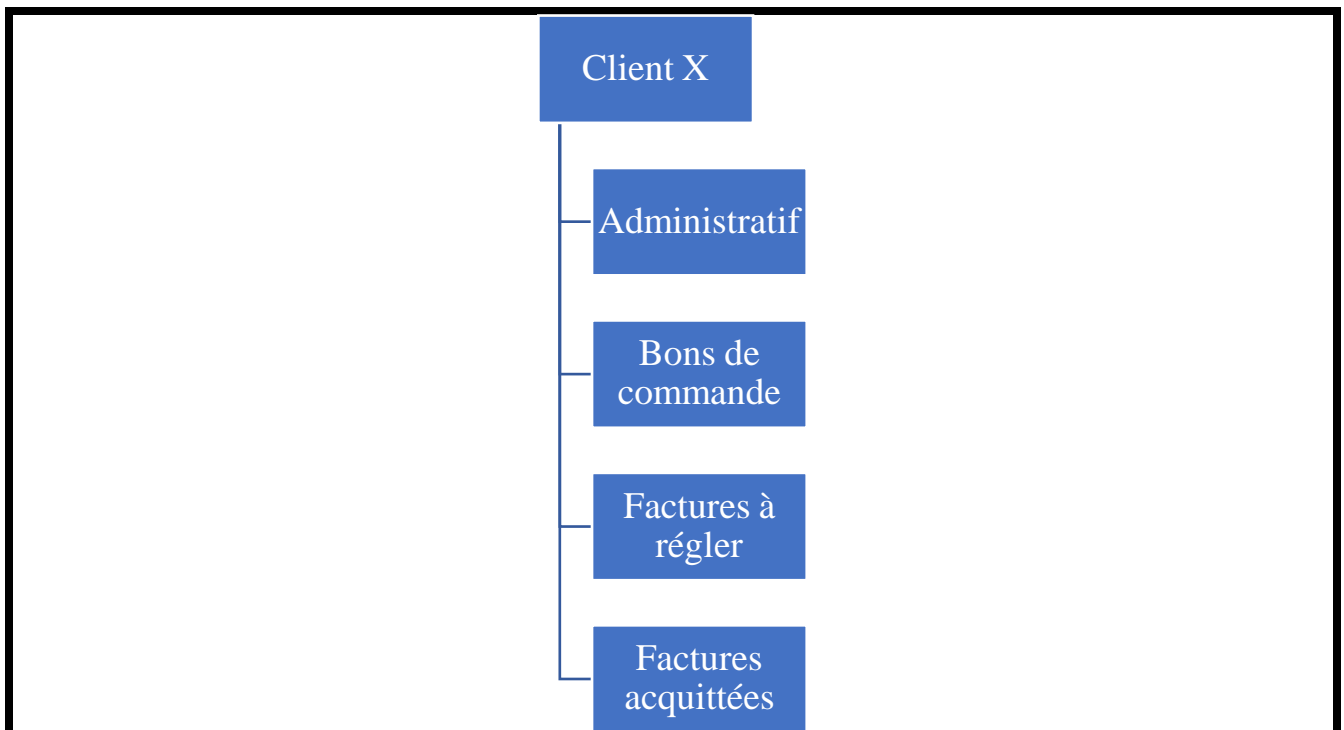 Client X
Administratif
Bons de
commande
Factures à
régler
Factures
acquittées